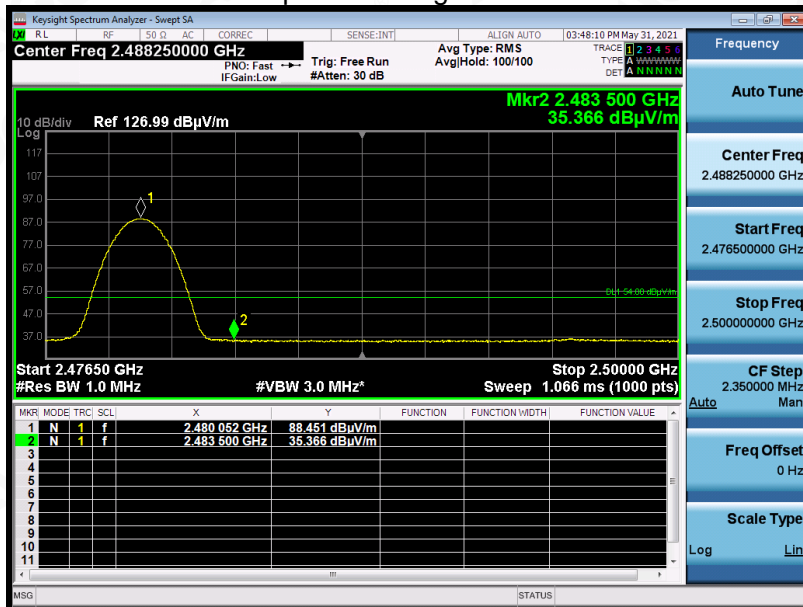 Keysight Spectrum Analyzer - Swept SA
LXI RL RF 50 Ω AC CORREC SENSE:INT ALIGN AUTO 03:48:10 PM May 31, 2021
Center Freq 2.488250000 GHz
PNO: Fast
IFGain:Low
Trig: Free Run
#Atten: 30 dB
Avg Type: RMS
Avg|Hold: 100/100
TRACE 1 2 3 4 5 6
TYPE A WWWWW
DET A N N N N N
Mkr2 2.483 500 GHz
35.366 dBµV/m
10 dB/div Ref 126.99 dBµV/m
Log
117
107
97.0
1
87.0
77.0
67.0
57.0
DL1 54.00 dBµV/m
47.0
2
37.0
Start 2.47650 GHz Stop 2.50000 GHz
#Res BW 1.0 MHz #VBW 3.0 MHz* Sweep 1.066 ms (1000 pts)
MKR MODE TRC SCL X Y FUNCTION FUNCTION WIDTH FUNCTION VALUE
1 N 1 f 2.480 052 GHz 88.451 dBµV/m
2 N 1 f 2.483 500 GHz 35.366 dBµV/m
3
4
5
6
7
8
9
10
11
MSG STATUS
Frequency
Auto Tune
Center Freq
2.488250000 GHz
Start Freq
2.476500000 GHz
Stop Freq
2.500000000 GHz
CF Step
2.350000 MHz
Auto Man
Freq Offset
0 Hz
Scale Type
Log Lin